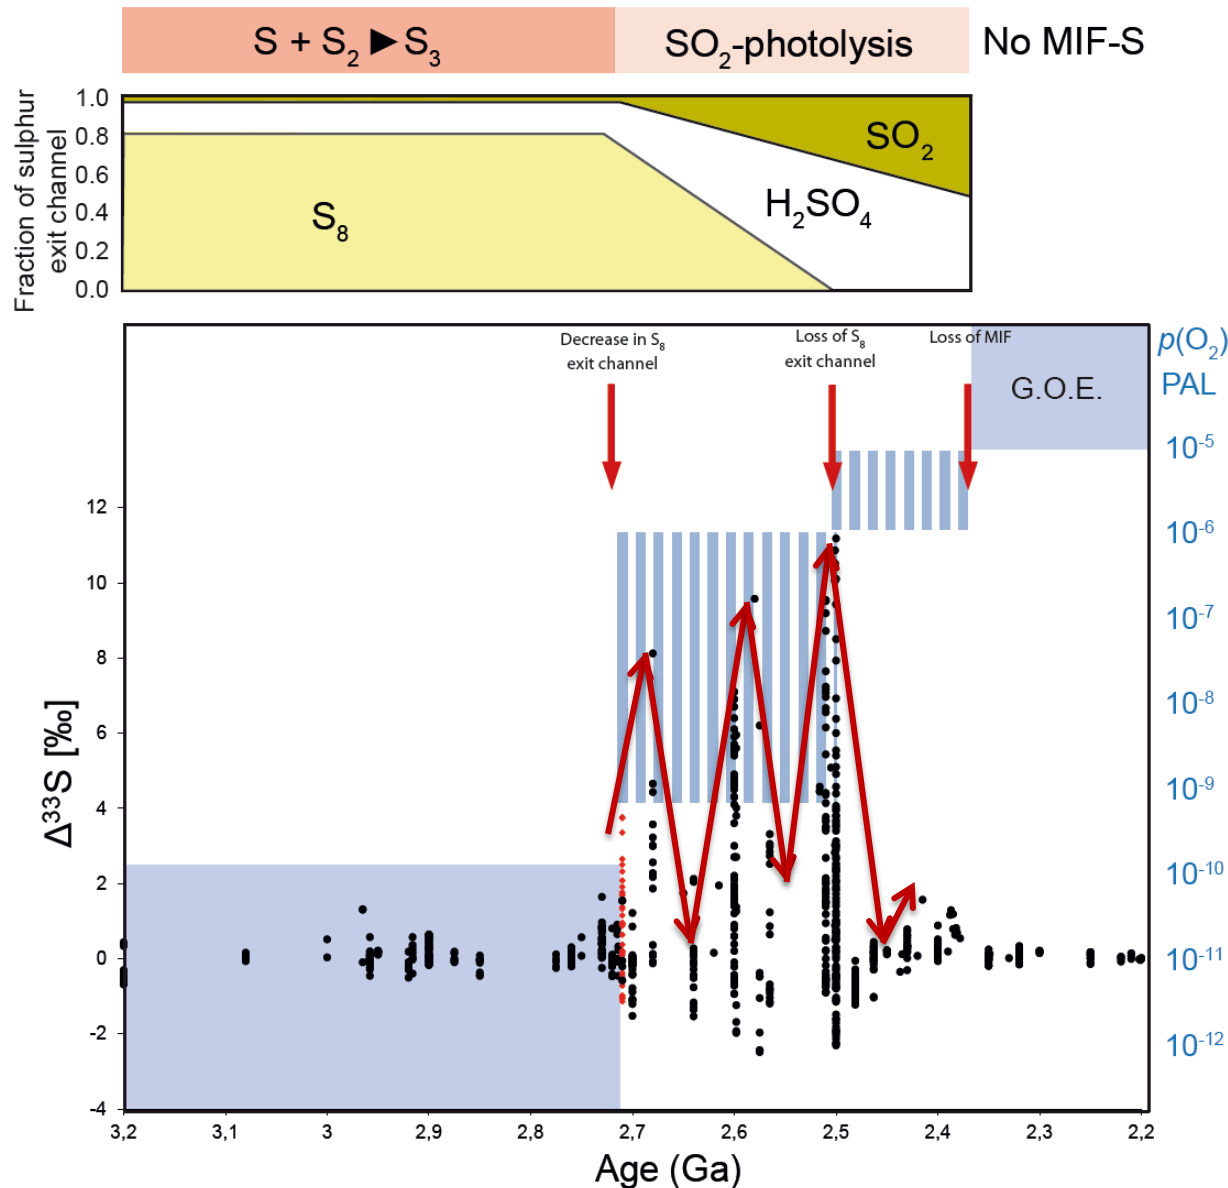 S + S₂ ▶ S₃
SO₂-photolysis
No MIF-S
Fraction of sulphur
exit channel
1.0
0.8
0.6
0.4
0.2
0.0
SO₂
H₂SO₄
S₈
Decrease in S₈
exit channel
Loss of S₈
exit channel
Loss of MIF
G.O.E.
p(O₂)
PAL
10⁻⁵
10⁻⁶
10⁻⁷
10⁻⁸
10⁻⁹
10⁻¹⁰
10⁻¹¹
10⁻¹²
Δ³³S [‰]
12
10
8
6
4
2
0
-2
-4
3,2
3,1
3
2,9
2,8
2,7
2,6
2,5
2,4
2,3
2,2
Age (Ga)